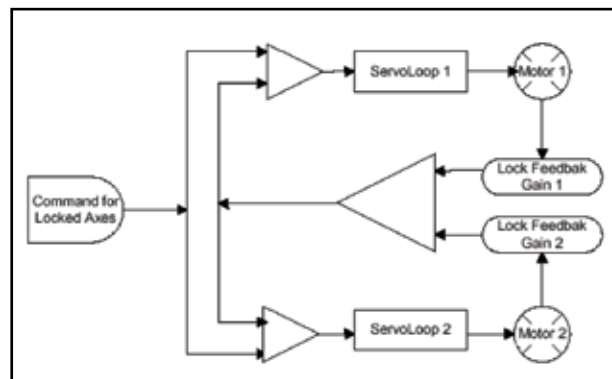 ServoLoop 1
Motor 1
Lock Feedbak
Gain 1
Command for
Locked Axes
Lock Feedbak
Gain 2
ServoLoop 2
Motor 2